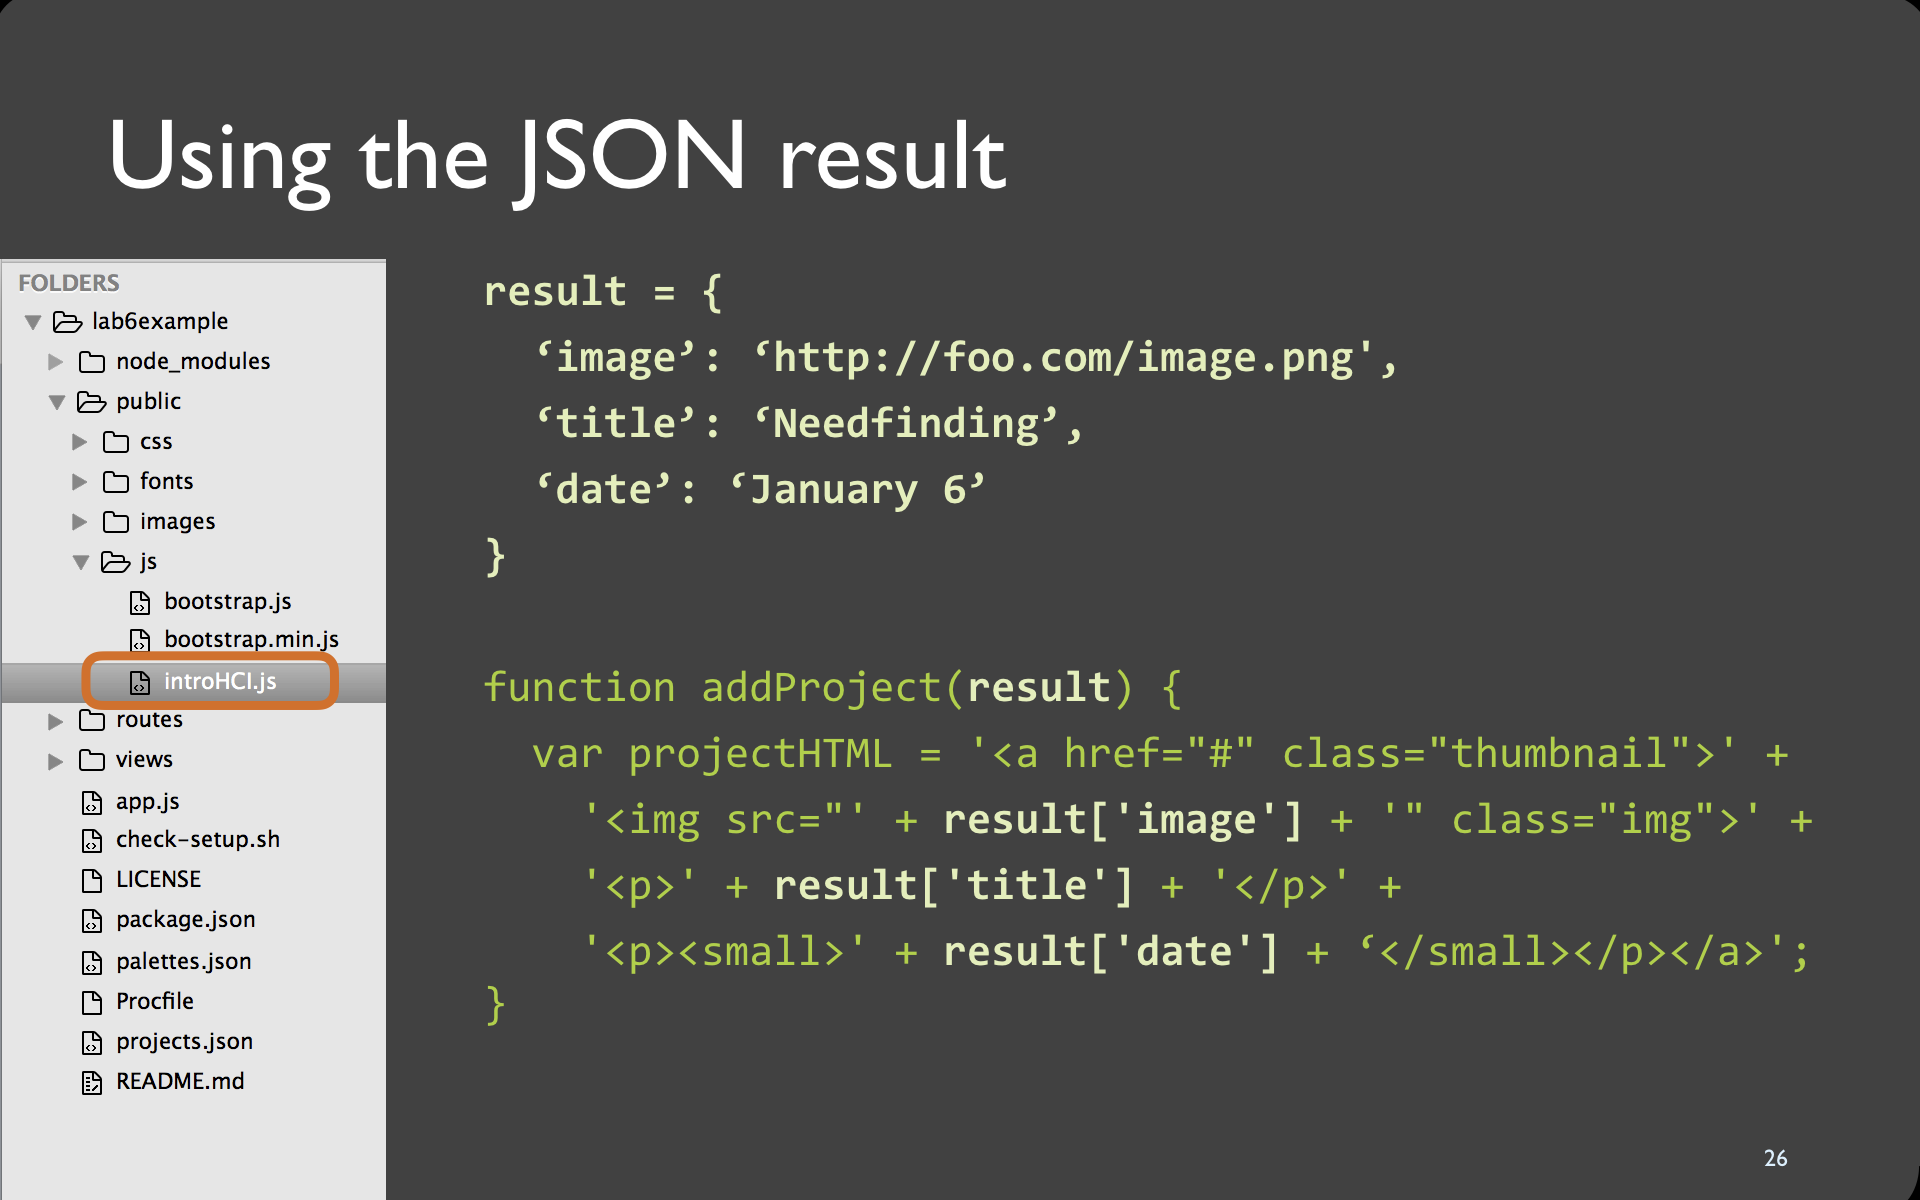 Using the JSON result
FOLDERS
lab6example
node_modules
public
css
fonts
images
js
bootstrap.js
bootstrap.min.js
introHCI.js
routes
views
app.js
check-setup.sh
LICENSE
package.json
palettes.json
Procfile
projects.json
README.md
result = {
‘image’: ‘http://foo.com/image.png',
‘title’: ‘Needfinding’,
‘date’: ‘January 6’
}
function addProject(result) {
var projectHTML = '<a href="#" class="thumbnail">' +
'<img src="' + result['image'] + '" class="img">' +
'<p>' + result['title'] + '</p>' +
'<p><small>' + result['date'] + ‘</small></p></a>';
}
26